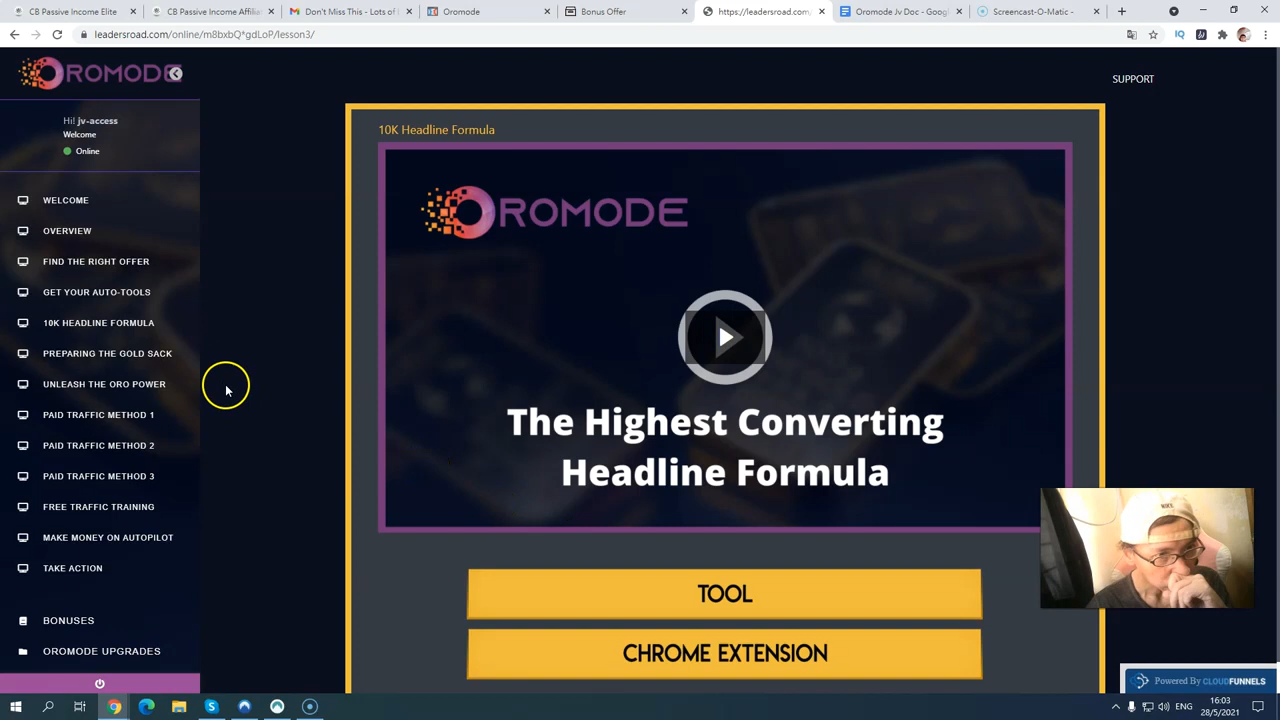 CB Passive Income Elite
CB Passive Income Affilia
Don't Miss This - Lots of l
Oromode
Bonus Offer
https://leadersroad.com
Oromode Jv Doc - Goog
Screencast-O-Matic -
leadersroad.com/online/m8bxbQ*gdLoP/lesson3/
OROMODE
SUPPORT
Hi! jv-access
Welcome
Online
WELCOME
OVERVIEW
FIND THE RIGHT OFFER
GET YOUR AUTO-TOOLS
10K HEADLINE FORMULA
PREPARING THE GOLD SACK
UNLEASH THE ORO POWER
PAID TRAFFIC METHOD 1
PAID TRAFFIC METHOD 2
PAID TRAFFIC METHOD 3
FREE TRAFFIC TRAINING
MAKE MONEY ON AUTOPILOT
TAKE ACTION
BONUSES
OROMODE UPGRADES
10K Headline Formula
OROMODE
The Highest Converting
Headline Formula
TOOL
CHROME EXTENSION
Powered By CLOUDFUNNELS
ENG
16:03
28/5/2021